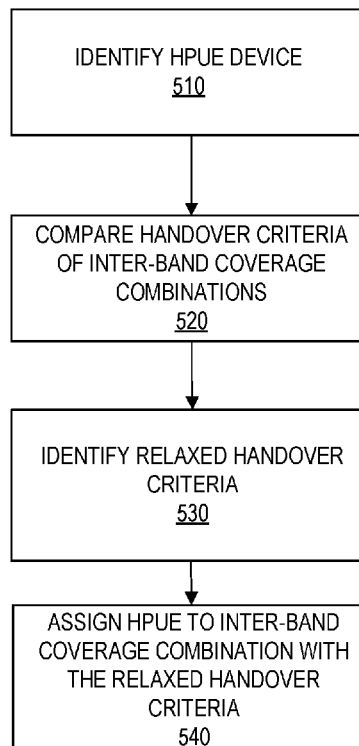 IDENTIFY HPUE DEVICE
510
COMPARE HANDOVER CRITERIA
OF INTER-BAND COVERAGE
COMBINATIONS
520
IDENTIFY RELAXED HANDOVER
CRITERIA
530
ASSIGN HPUE TO INTER-BAND
COVERAGE COMBINATION WITH
THE RELAXED HANDOVER
CRITERIA
540